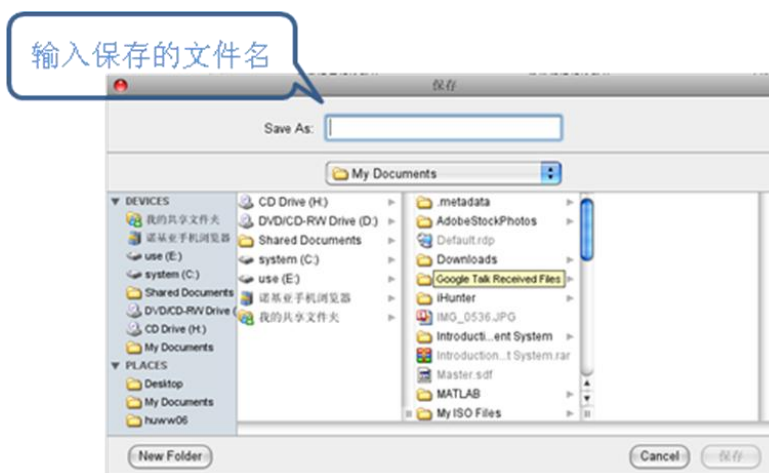 输入保存的文件名
保存
Save As:
My Documents
DEVICES
我的共享文件夹
诺基亚手机浏览器
use (E:)
system (C:)
Shared Documents
DVD/CD-RW Drive (
CD Drive (H:)
My Documents
PLACES
Desktop
My Documents
huww06
CD Drive (H:)
DVD/CD-RW Drive (D:)
Shared Documents
system (C:)
use (E:)
诺基亚手机浏览器
我的共享文件夹
.metadata
AdobeStockPhotos
Default.rdp
Downloads
Google Talk Received Files
iHunter
IMG_0536.JPG
Introducti...ent System
Introduction...t System.rar
Master.sdf
MATLAB
My ISO Files
New Folder
Cancel
保存